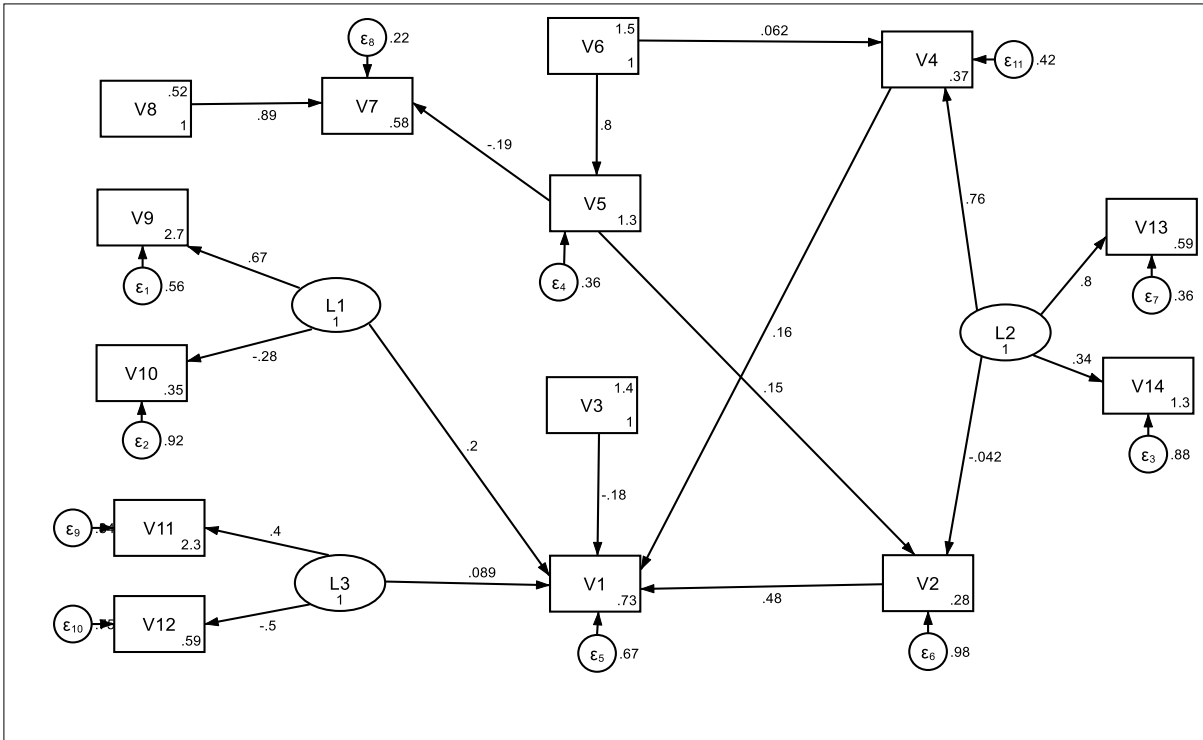 ε₈ .22
V6 1.5 1
.062
V4 .37
ε₁₁ .42
V8 .52 1
.89
V7 .58
.8
-.19
V5 1.3
ε₄ .36
.76
V9 2.7
ε₁ .56
.67
V13 .59
ε₇ .36
.8
L1 1
L2 1
-.28
.16
.34
V10 .35
ε₂ .92
V14 1.3
ε₃ .88
V3 1.4 1
.15
.2
-.042
-.18
ε₉
V11 2.3
.4
L3 1
.089
V1 .73
.48
V2 .28
ε₁₀
V12 .59
-.5
ε₅ .67
ε₆ .98